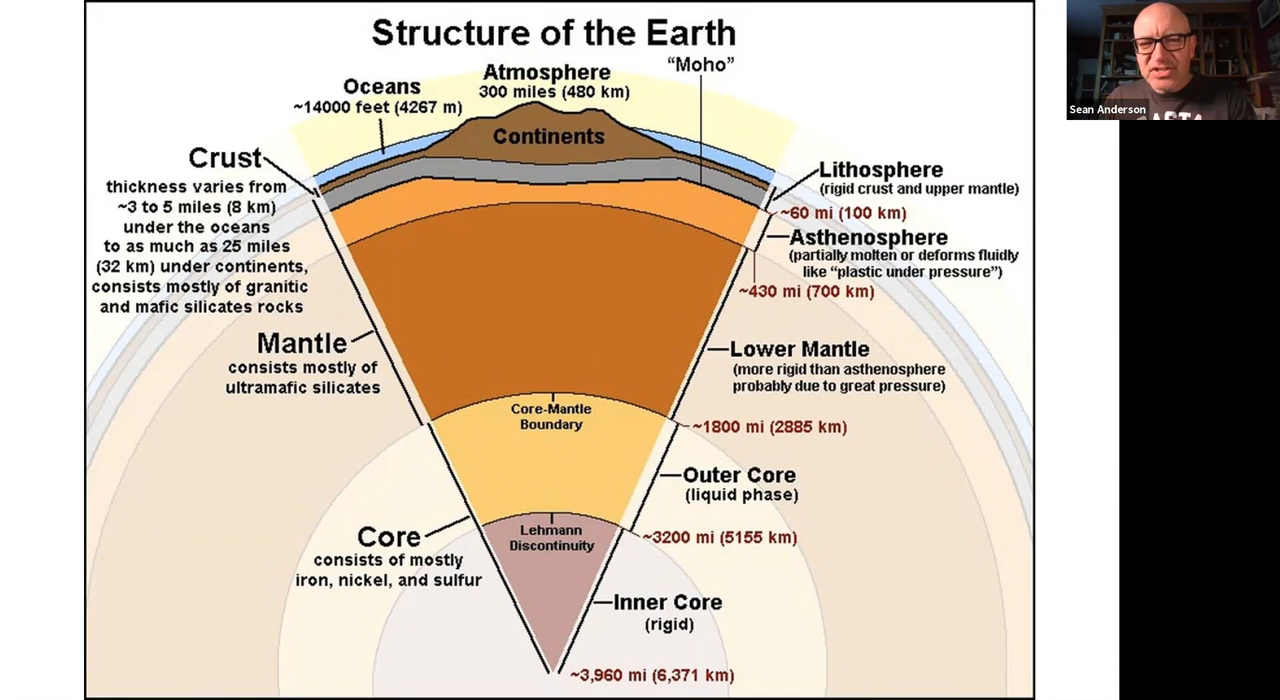 Structure of the Earth
Oceans
~14000 feet (4267 m)
Atmosphere
300 miles (480 km)
“Moho”
Continents
Crust
thickness varies from
~3 to 5 miles (8 km)
under the oceans
to as much as 25 miles
(32 km) under continents,
consists mostly of granitic
and mafic silicates rocks
Mantle
consists mostly of
ultramafic silicates
Core
consists of mostly
iron, nickel, and sulfur
Core-Mantle
Boundary
Lehmann
Discontinuity
Lithosphere
(rigid crust and upper mantle)
~60 mi (100 km)
Asthenosphere
(partially molten or deforms fluidly
like “plastic under pressure”)
~430 mi (700 km)
Lower Mantle
(more rigid than asthenosphere
probably due to great pressure)
~1800 mi (2885 km)
Outer Core
(liquid phase)
~3200 mi (5155 km)
Inner Core
(rigid)
~3,960 mi (6,371 km)
Sean Anderson